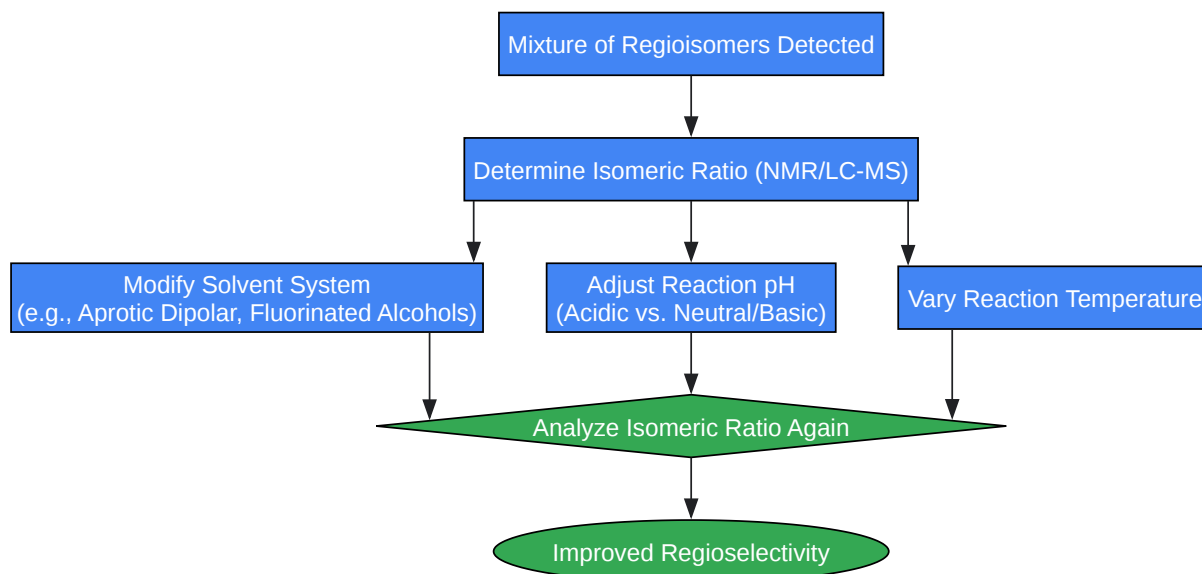 Mixture of Regioisomers Detected
Determine Isomeric Ratio (NMR/LC-MS)
Modify Solvent System
(e.g., Aprotic Dipolar, Fluorinated Alcohols)
Adjust Reaction pH
(Acidic vs. Neutral/Basic)
Vary Reaction Temperature
Analyze Isomeric Ratio Again
Improved Regioselectivity